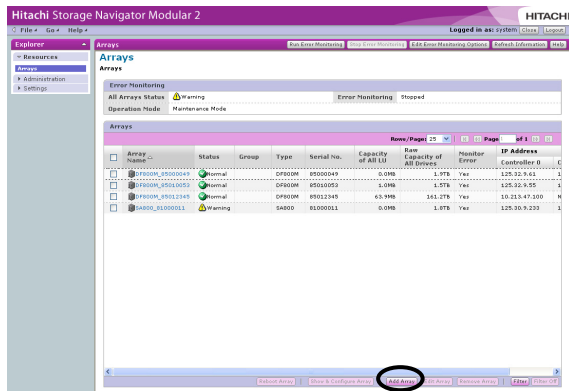 Hitachi Storage Navigator Modular 2
HITACHI
File Go Help
Logged in as: system Close Logout
Explorer
Resources
Arrays
Administration
Settings
Arrays
Run Error Monitoring Stop Error Monitoring Edit Error Monitoring Options Refresh Information Help
Arrays
Arrays
Error Monitoring
All Arrays Status Warning Error Monitoring Stopped
Operation Mode Maintenance Mode
Arrays
Rows/Page: 25 Page 1 of 1
Array Name Status Group Type Serial No. Capacity of All LU Raw Capacity of All Drives Monitor Error IP Address
Controller 0 C
DF800M_85000049 Normal DF800M 85000049 0.0MB 1.9TB Yes 125.32.9.61 1
DF800M_85010053 Normal DF800M 85010053 1.0MB 1.5TB Yes 125.32.9.55 1
DF800M_85012345 Normal DF800M 85012345 63.9MB 161.2TB Yes 10.213.47.100 N
SA800_81000011 Warning SA800 81000011 0.0MB 1.8TB Yes 125.30.9.233 1
Reboot Array Show & Configure Array Add Array Edit Array Remove Array Filter Filter Off